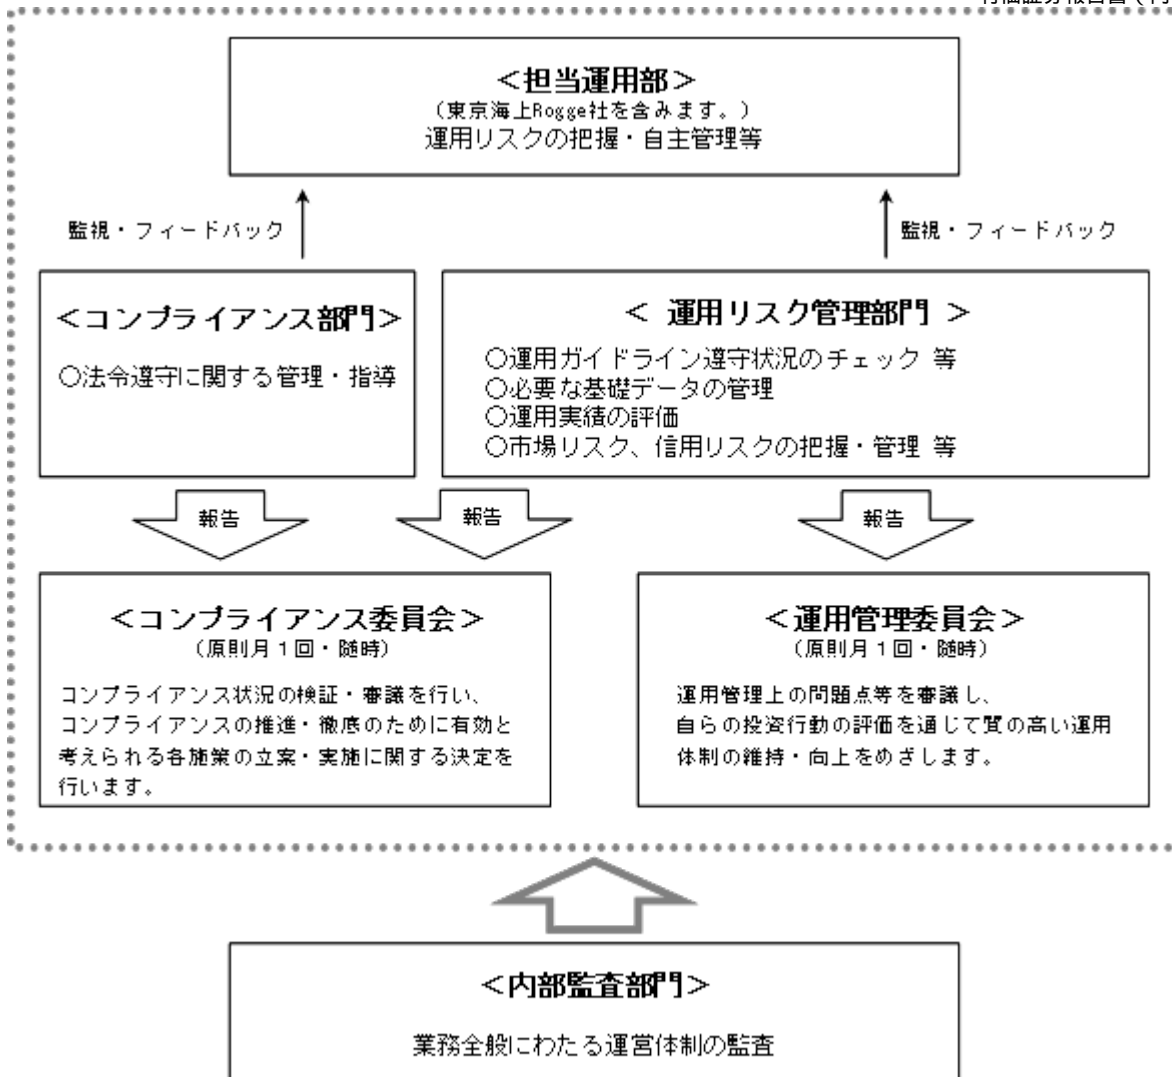 ＜担当運用部＞
（東京海上Rogge社を含みます。）
運用リスクの把握・自主管理等
監視・フィードバック
監視・フィードバック
＜コンプライアンス部門＞
○法令遵守に関する管理・指導
＜ 運用リスク管理部門 ＞
○運用ガイドライン遵守状況のチェック 等
○必要な基礎データの管理
○運用実績の評価
○市場リスク、信用リスクの把握・管理 等
報告
報告
報告
＜コンプライアンス委員会＞
（原則月１回・随時）
コンプライアンス状況の検証・審議を行い、
コンプライアンスの推進・徹底のために有効と
考えられる各施策の立案・実施に関する決定を
行います。
＜運用管理委員会＞
（原則月１回・随時）
運用管理上の問題点等を審議し、
自らの投資行動の評価を通じて質の高い運用
体制の維持・向上をめざします。
＜内部監査部門＞
業務全般にわたる運営体制の監査